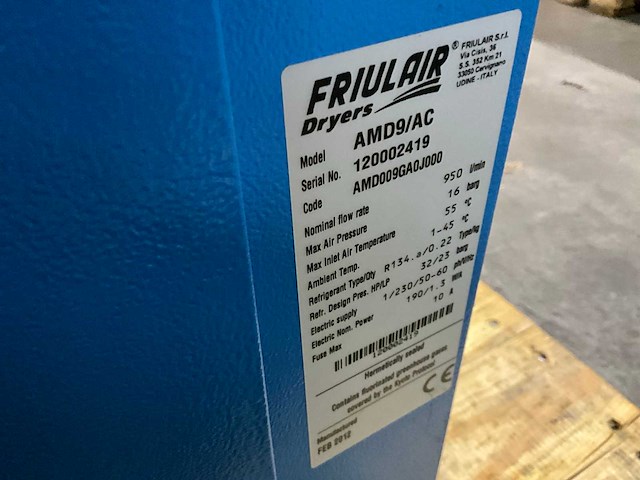 FRIULAIR®
Dryers
FRIULAIR S.r.l.
Via Cisis, 36
S.S. 352 Km 21
33050 Cervignano
UDINE - ITALY
Model AMD9/AC
Serial No. 120002419
Code AMD009GA0J000
Nominal flow rate 950 l/min
Max Air Pressure 16 barg
Max Inlet Air Temperature 55 °C
Ambient Temp. 1-45 °C
Refrigerant Type/Qty R134.a/0.22 Type/kg
Refr. Design Pres. HP/LP 32/23 barg
Electric supply 1/230/50-60 ph/V/Hz
Electric Nom. Power 190/1.3 W/A
Fuse Max 10 A
120002419
Hermetically sealed
Contains fluorinated greenhouse gases
covered by the Kyoto Protocol
CE
Manufactured
FEB 2012